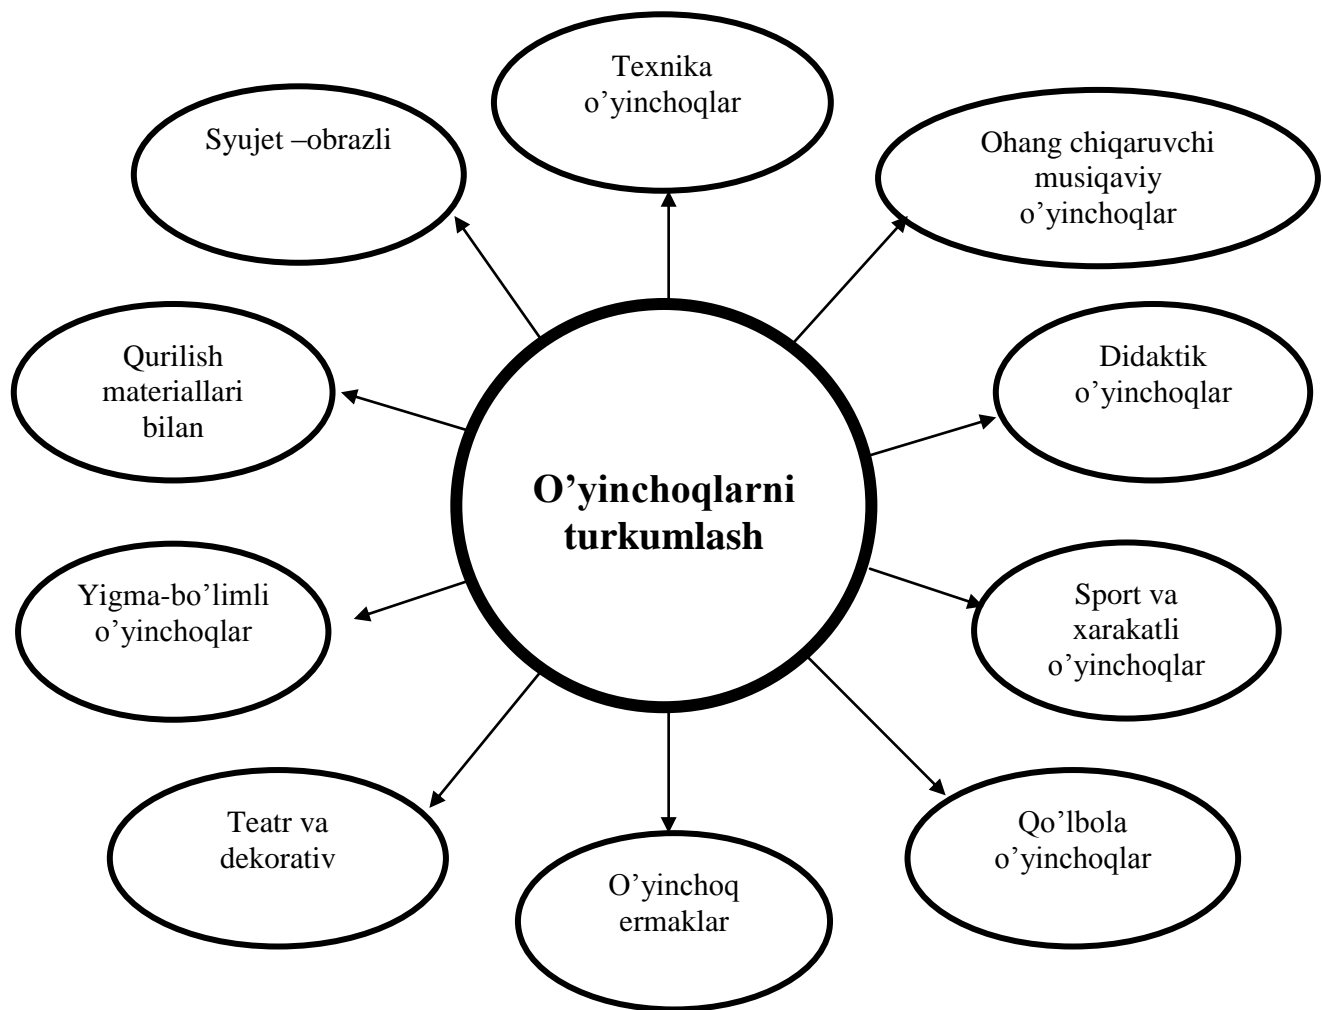 Texnika
o’yinchoqlar
Syujet –obrazli
Ohang chiqaruvchi
musiqaviy
o’yinchoqlar
Qurilish
materiallari
bilan
Didaktik
o’yinchoqlar
O’yinchoqlarni
turkumlash
Yigma-bo’limli
o’yinchoqlar
Sport va
xarakatli
o’yinchoqlar
Teatr va
dekorativ
O’yinchoq
ermaklar
Qo’lbola
o’yinchoqlar